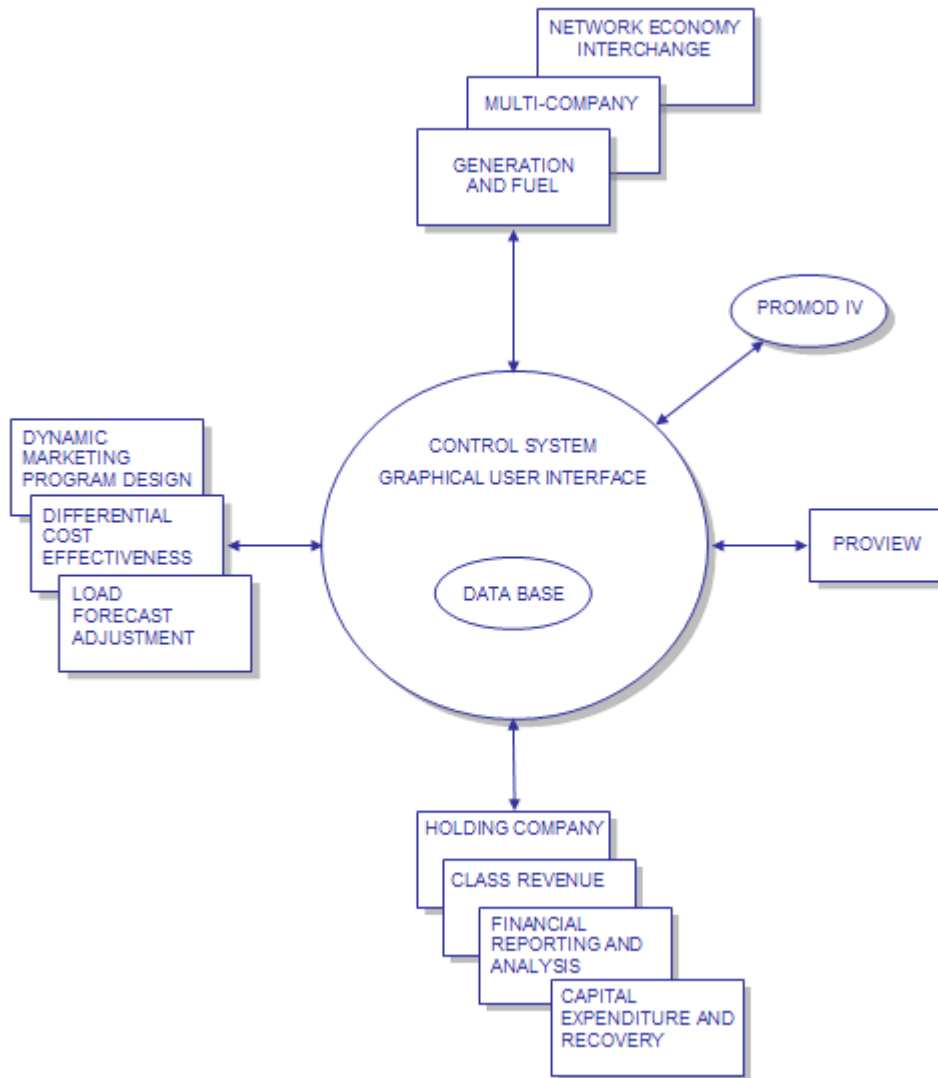 NETWORK ECONOMY
INTERCHANGE
MULTI-COMPANY
GENERATION
AND FUEL
PROMOD IV
CONTROL SYSTEM
GRAPHICAL USER INTERFACE
DATA BASE
DYNAMIC
MARKETING
PROGRAM DESIGN
DIFFERENTIAL
COST
EFFECTIVENESS
LOAD
FORECAST
ADJUSTMENT
PROVIEW
HOLDING COMPANY
CLASS REVENUE
FINANCIAL
REPORTING AND
ANALYSIS
CAPITAL
EXPENDITURE AND
RECOVERY